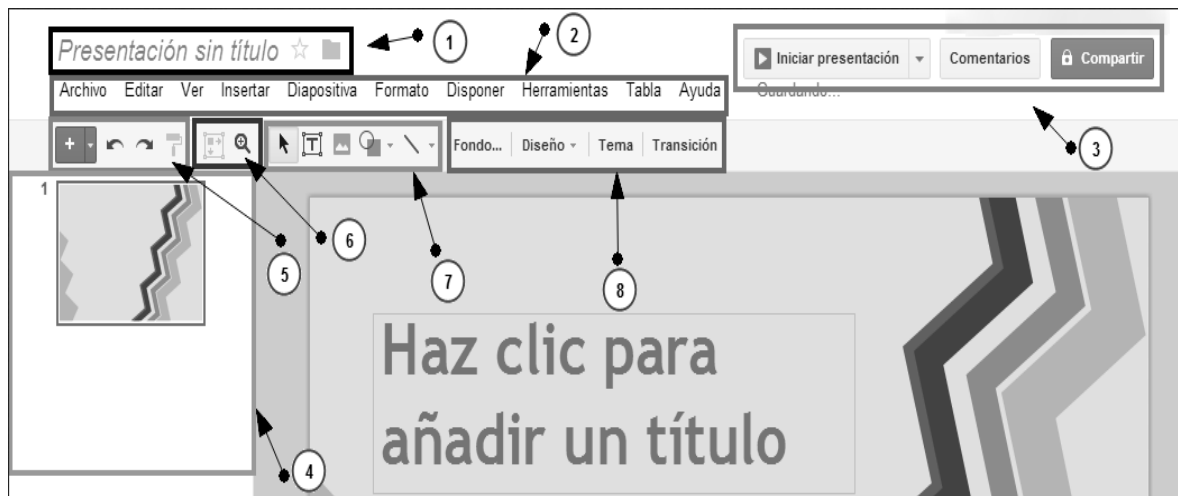 Presentación sin título
1
2
Iniciar presentación Comentarios Compartir
Archivo Editar Ver Insertar Diapositiva Formato Disponer Herramientas Tabla Ayuda
Guardando...
3
+ T Fondo... Diseño Tema Transición
1
6
5
7
8
Haz clic para
añadir un título
4